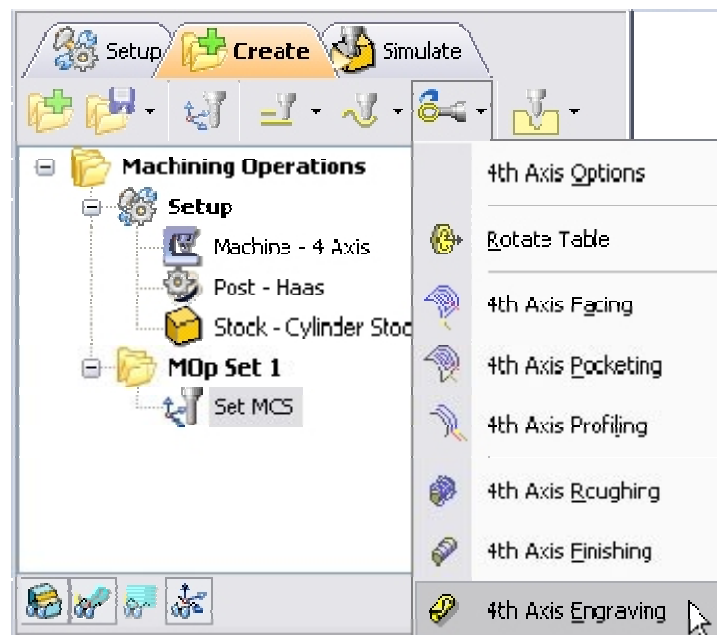 Setup Create Simulate
Machining Operations
Setup
Machine - 4 Axis
Post - Haas
Stock - Cylinder Stoc
MOp Set 1
Set MCS
4th Axis Options
Rotate Table
4th Axis Facing
4th Axis Pocketing
4th Axis Profiling
4th Axis Roughing
4th Axis Finishing
4th Axis Engraving